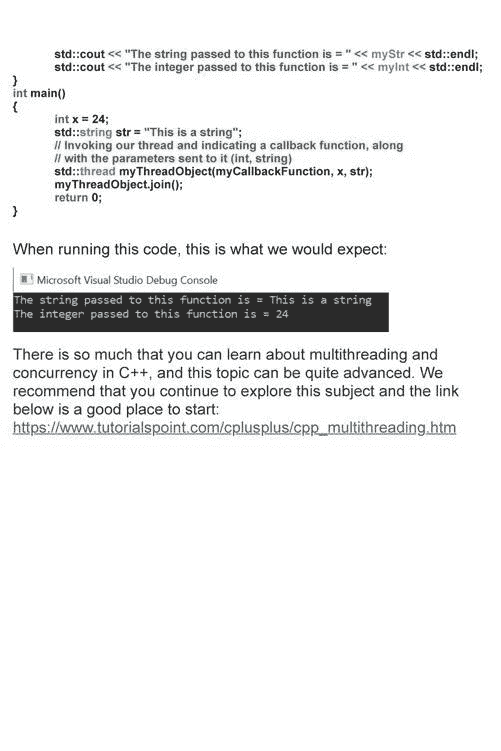 std::cout << "The string passed to this function is = " << myStr << std::endl;
std::cout << "The integer passed to this function is = " << myInt << std::endl;
}
int main()
{
int x = 24;
std::string str = "This is a string";
// Invoking our thread and indicating a callback function, along
// with the parameters sent to it (int, string)
std::thread myThreadObject(myCallbackFunction, x, str);
myThreadObject.join();
return 0;
}
When running this code, this is what we would expect:
Microsoft Visual Studio Debug Console
The string passed to this function is = This is a string
The integer passed to this function is = 24
There is so much that you can learn about multithreading and
concurrency in C++, and this topic can be quite advanced. We
recommend that you continue to explore this subject and the link
below is a good place to start:
https://www.tutorialspoint.com/cplusplus/cpp_multithreading.htm